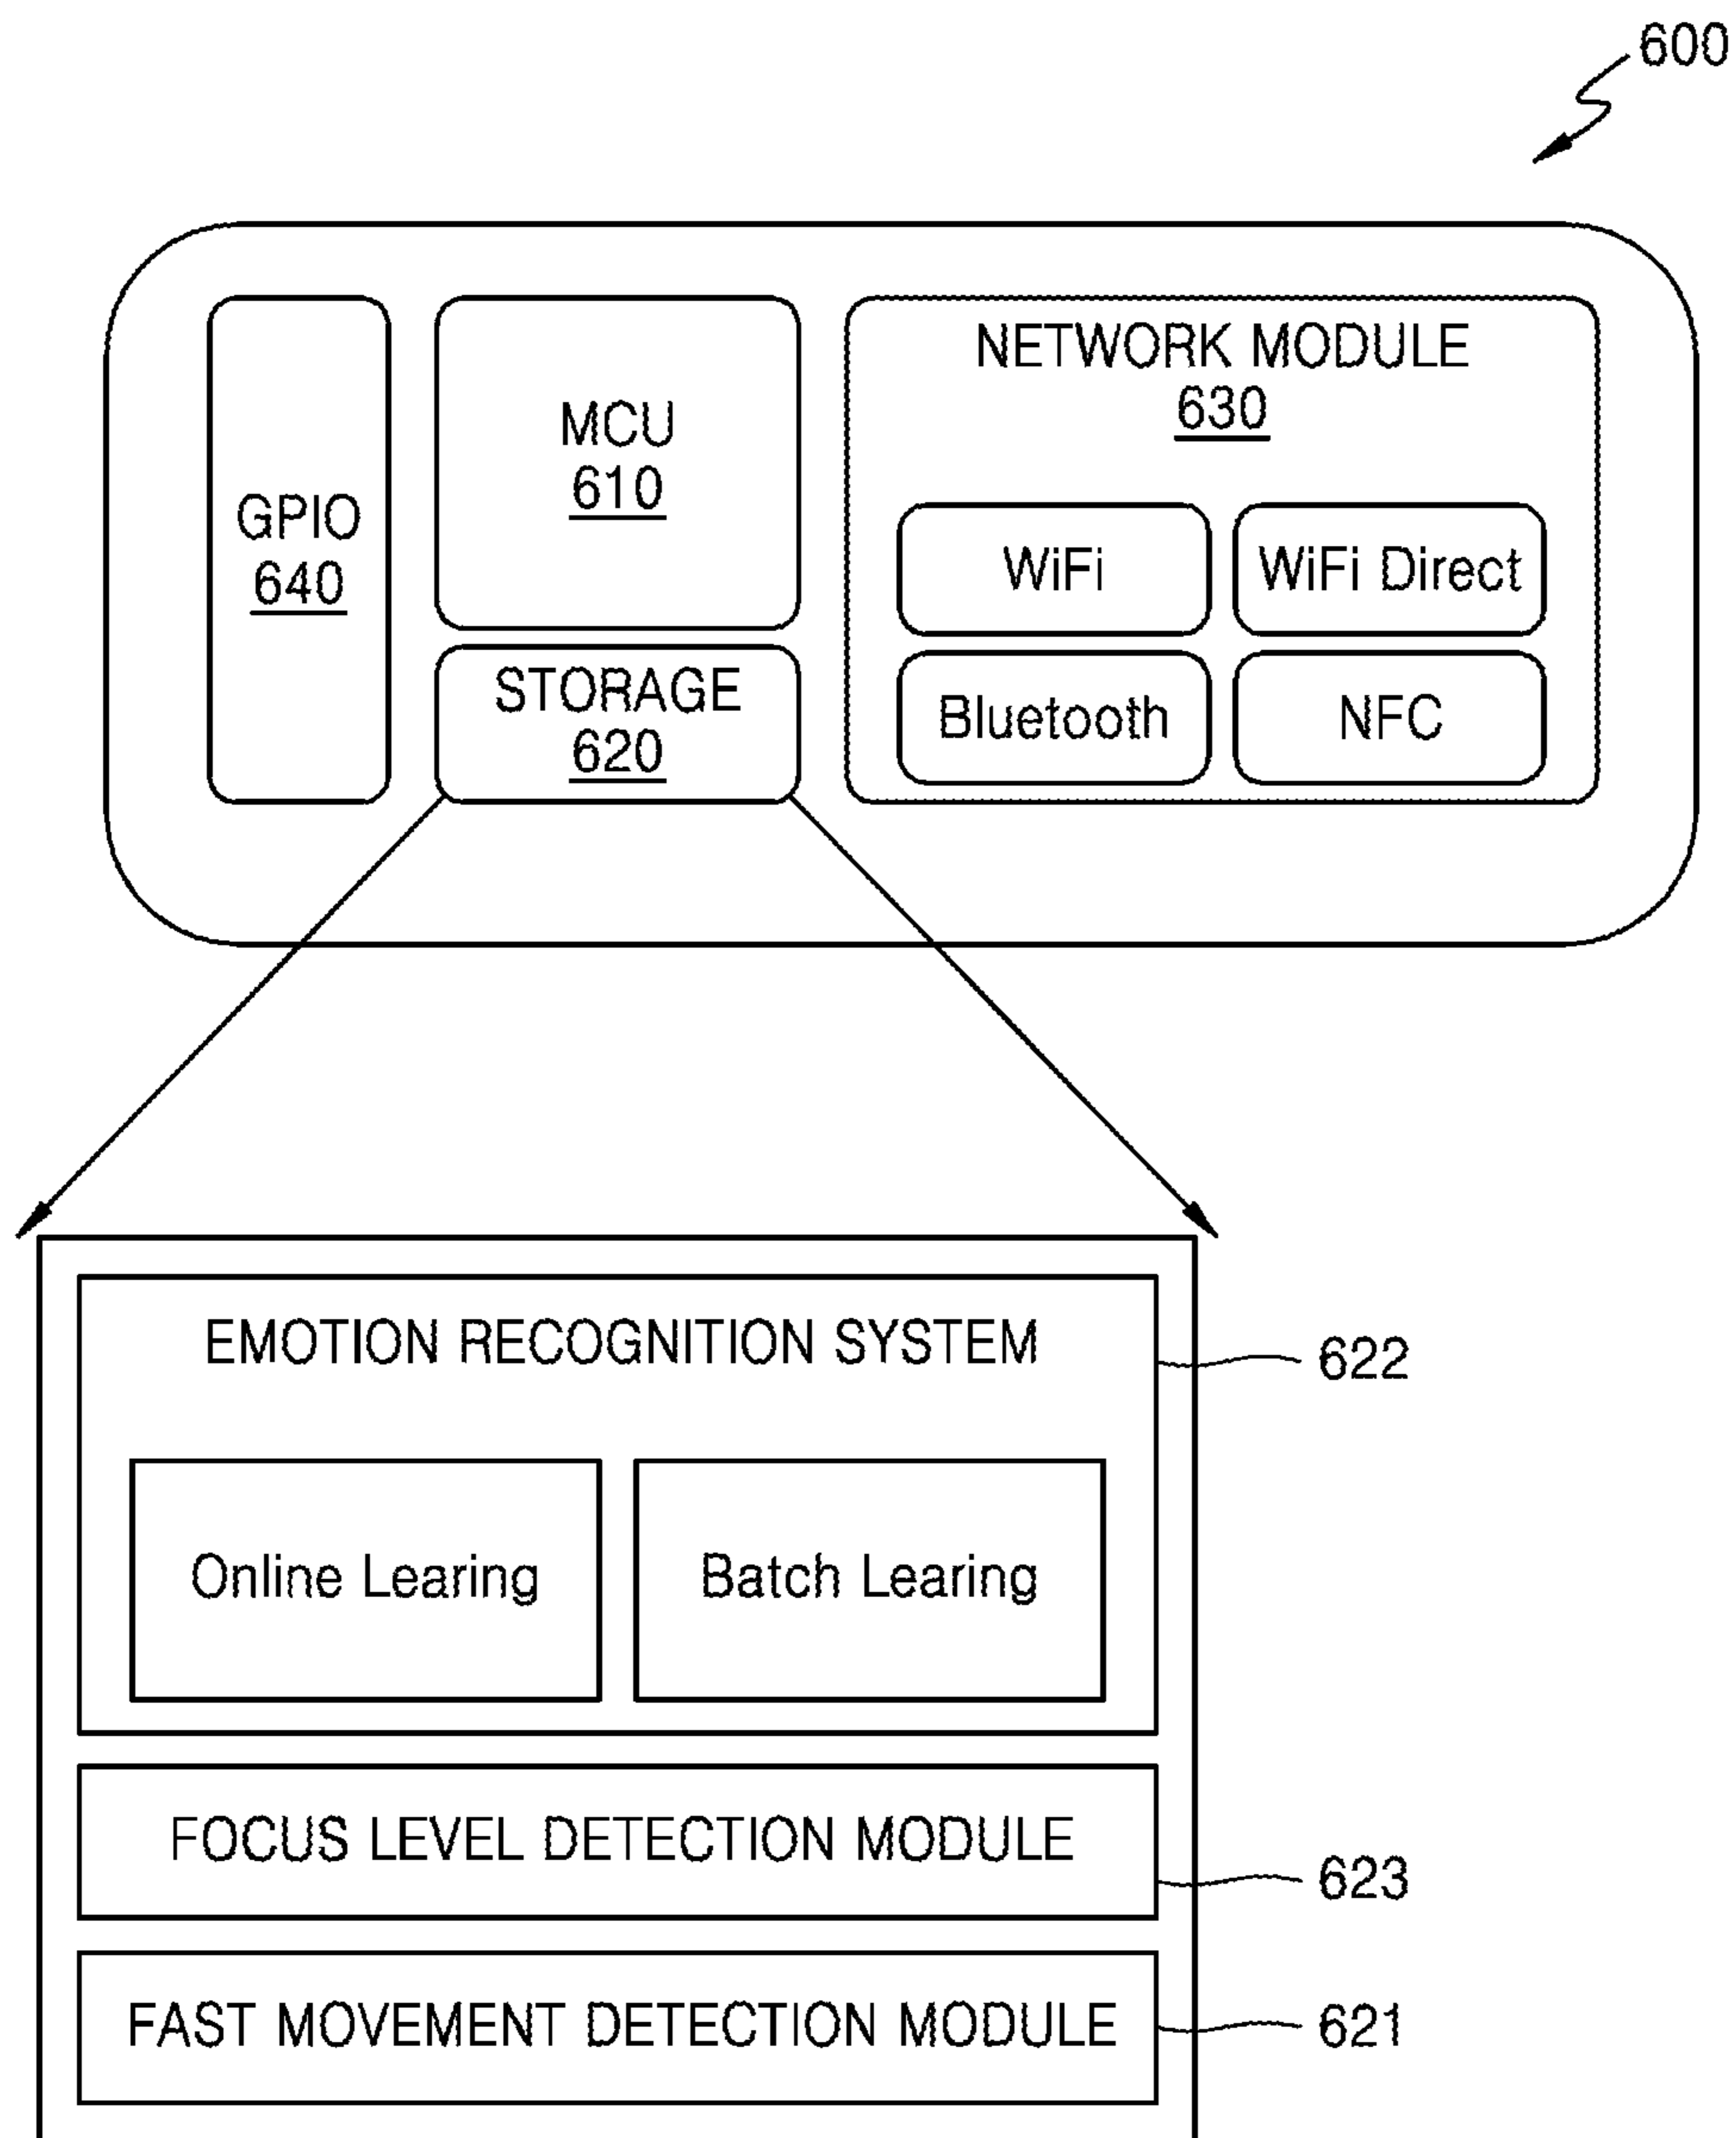 600
GPIO
640
MCU
610
STORAGE
620
NETWORK MODULE
630
WiFi
WiFi Direct
Bluetooth
NFC
EMOTION RECOGNITION SYSTEM
622
Online Learing
Batch Learing
FOCUS LEVEL DETECTION MODULE
623
FAST MOVEMENT DETECTION MODULE
621